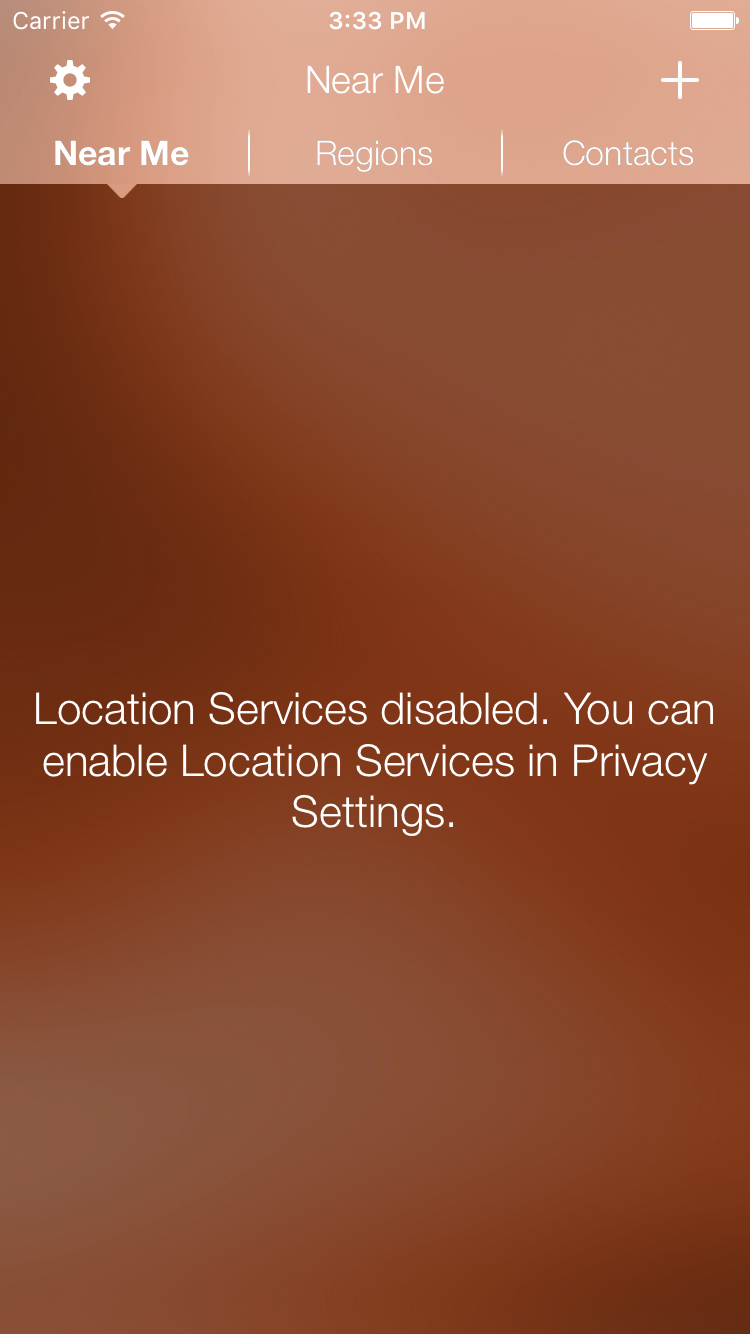 Carrier 3:33 PM
Near Me
Near Me Regions Contacts
Location Services disabled. You can
enable Location Services in Privacy
Settings.